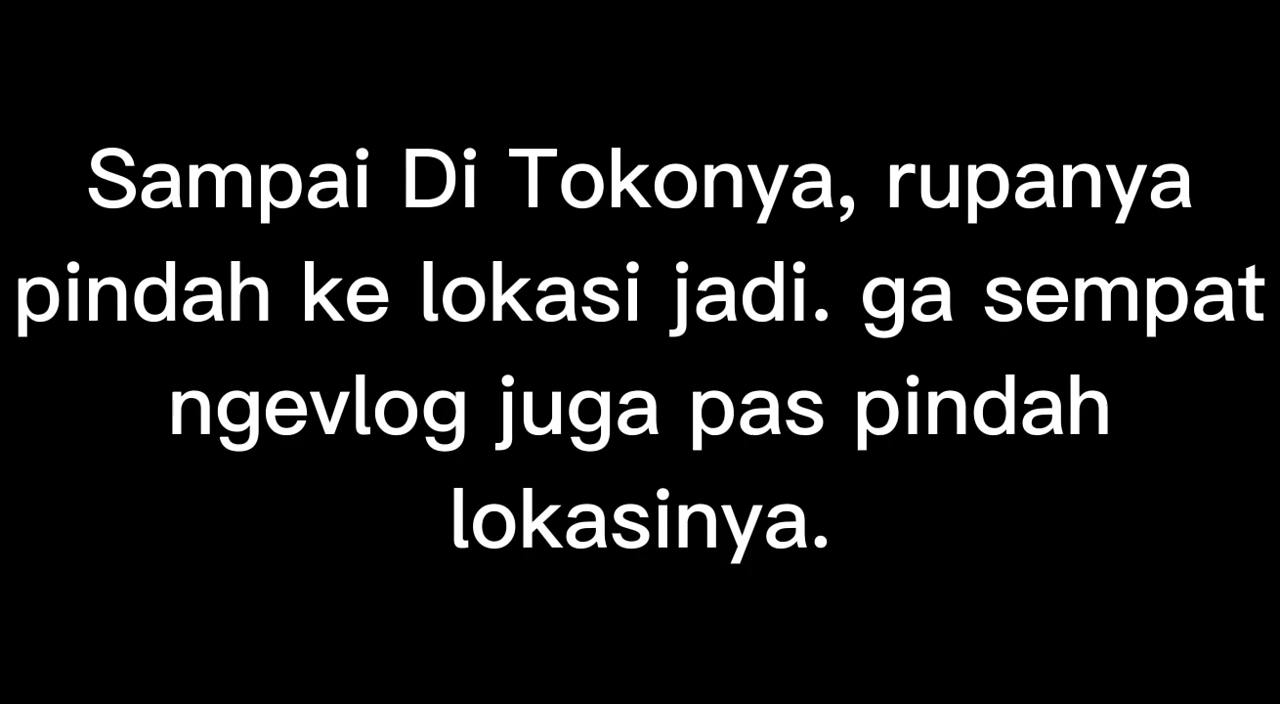 Sampai Di Tokonya, rupanya
pindah ke lokasi jadi. ga sempat
ngevlog juga pas pindah
lokasinya.